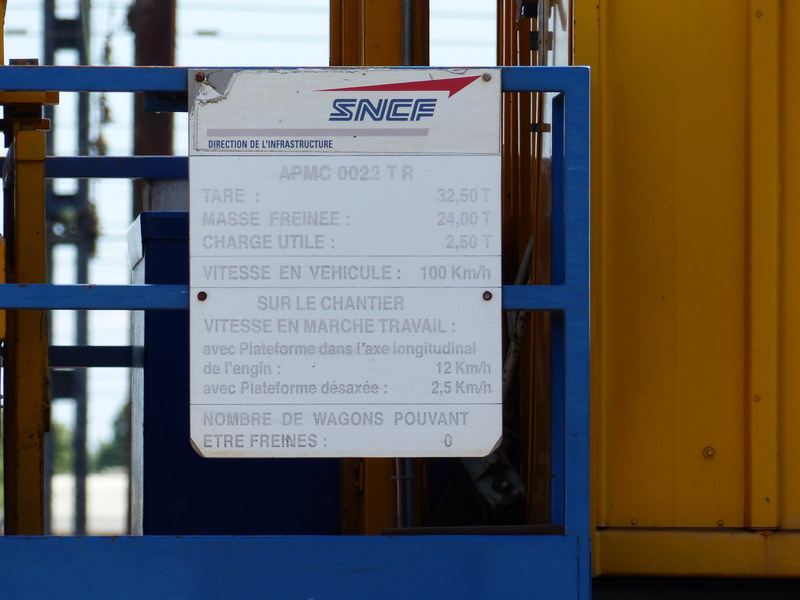 SNCF
DIRECTION DE L'INFRASTRUCTURE
APMC 0022 T R
TARE : 32,50 T
MASSE FREINEE : 24,00 T
CHARGE UTILE : 2,50 T
VITESSE EN VEHICULE : 100 Km/h
SUR LE CHANTIER
VITESSE EN MARCHE TRAVAIL :
avec Plateforme dans l'axe longitudinal
de l'engin : 12 Km/h
avec Plateforme désaxée : 2,5 Km/h
NOMBRE DE WAGONS POUVANT
ETRE FREINES : 0